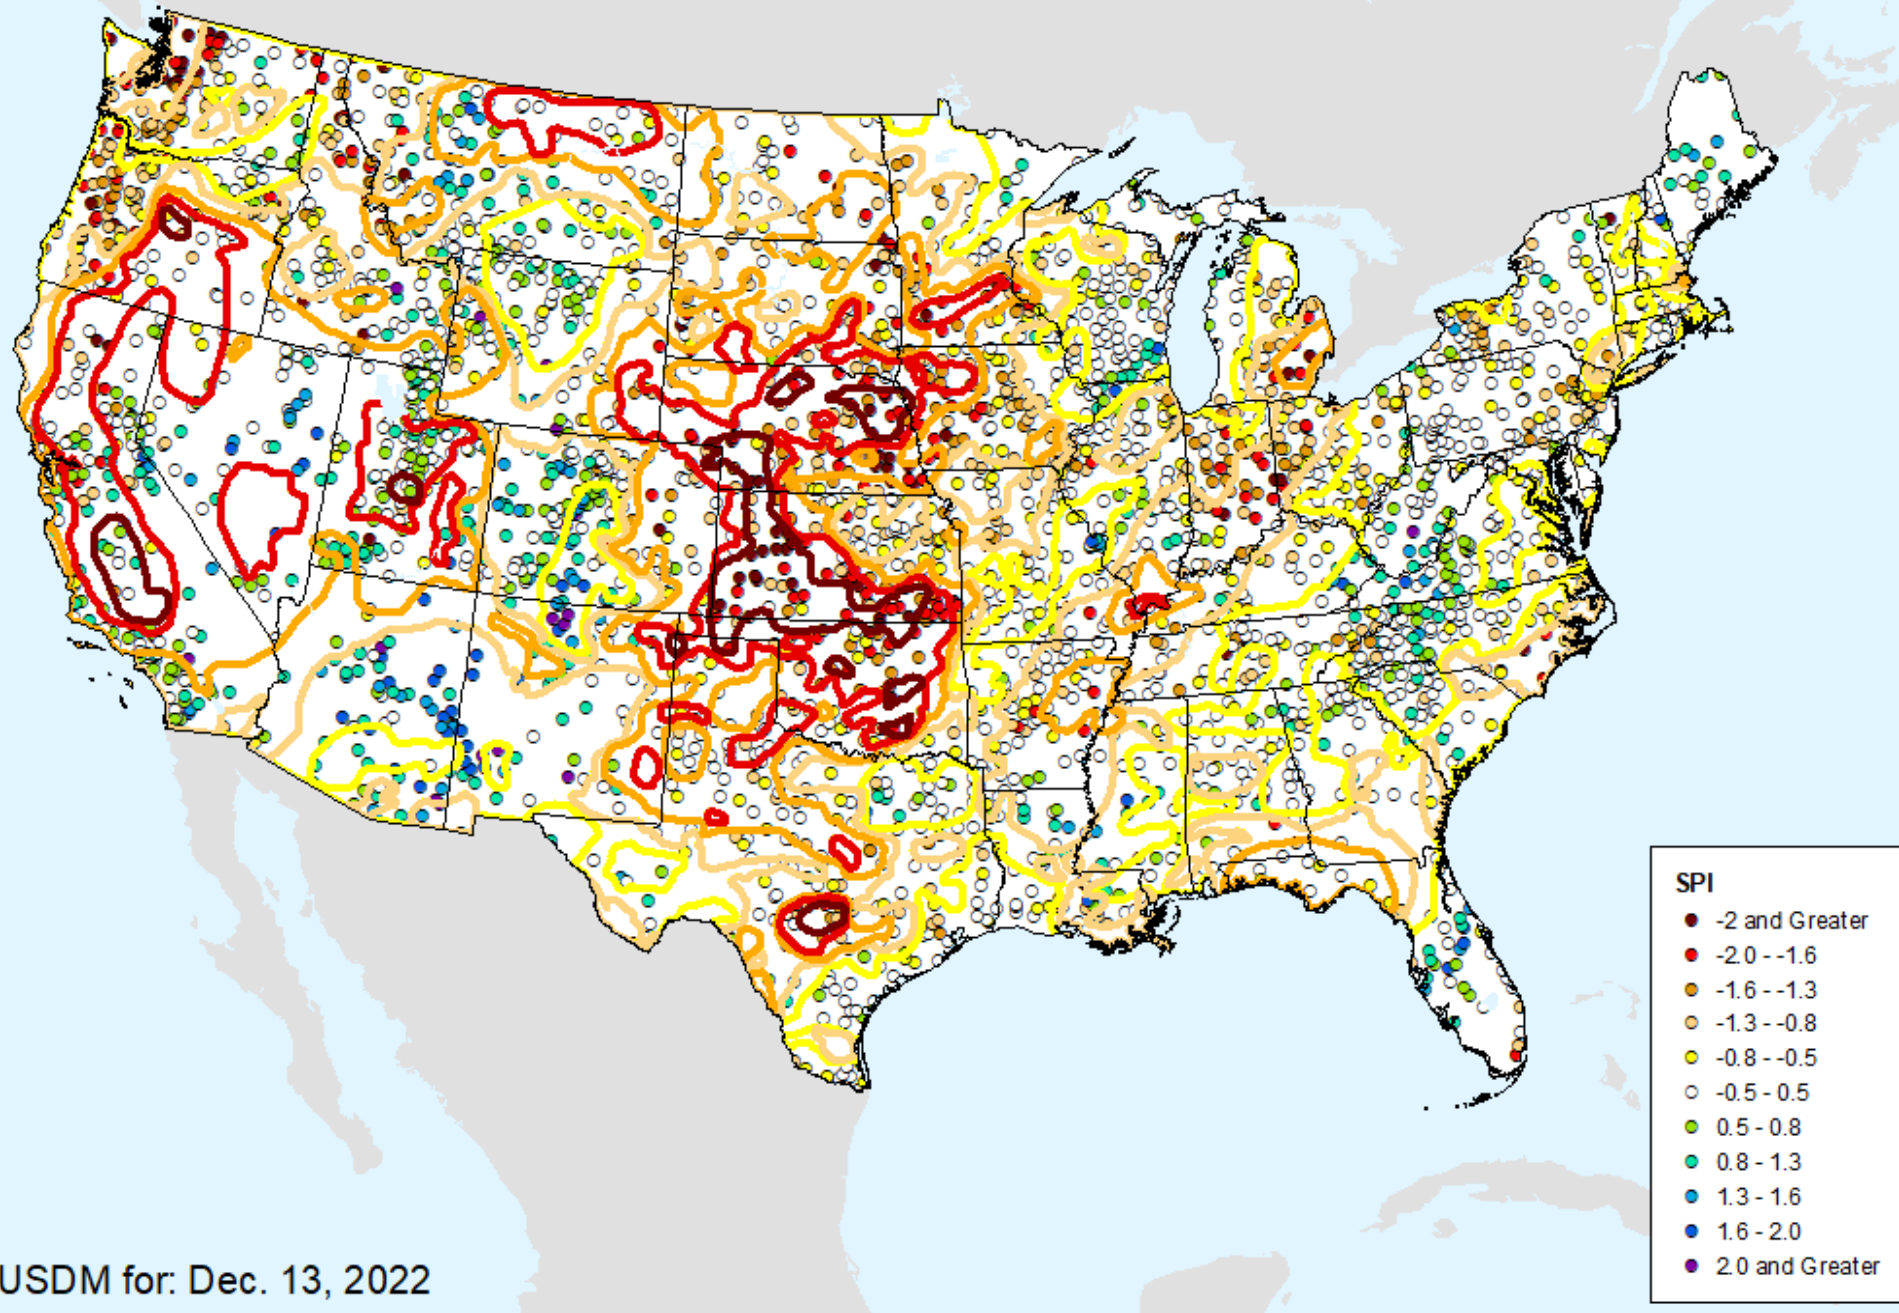 SPI
-2 and Greater
-2.0 - -1.6
-1.6 - -1.3
-1.3 - -0.8
-0.8 - -0.5
-0.5 - 0.5
0.5 - 0.8
0.8 - 1.3
1.3 - 1.6
1.6 - 2.0
2.0 and Greater
USDM for: Dec. 13, 2022